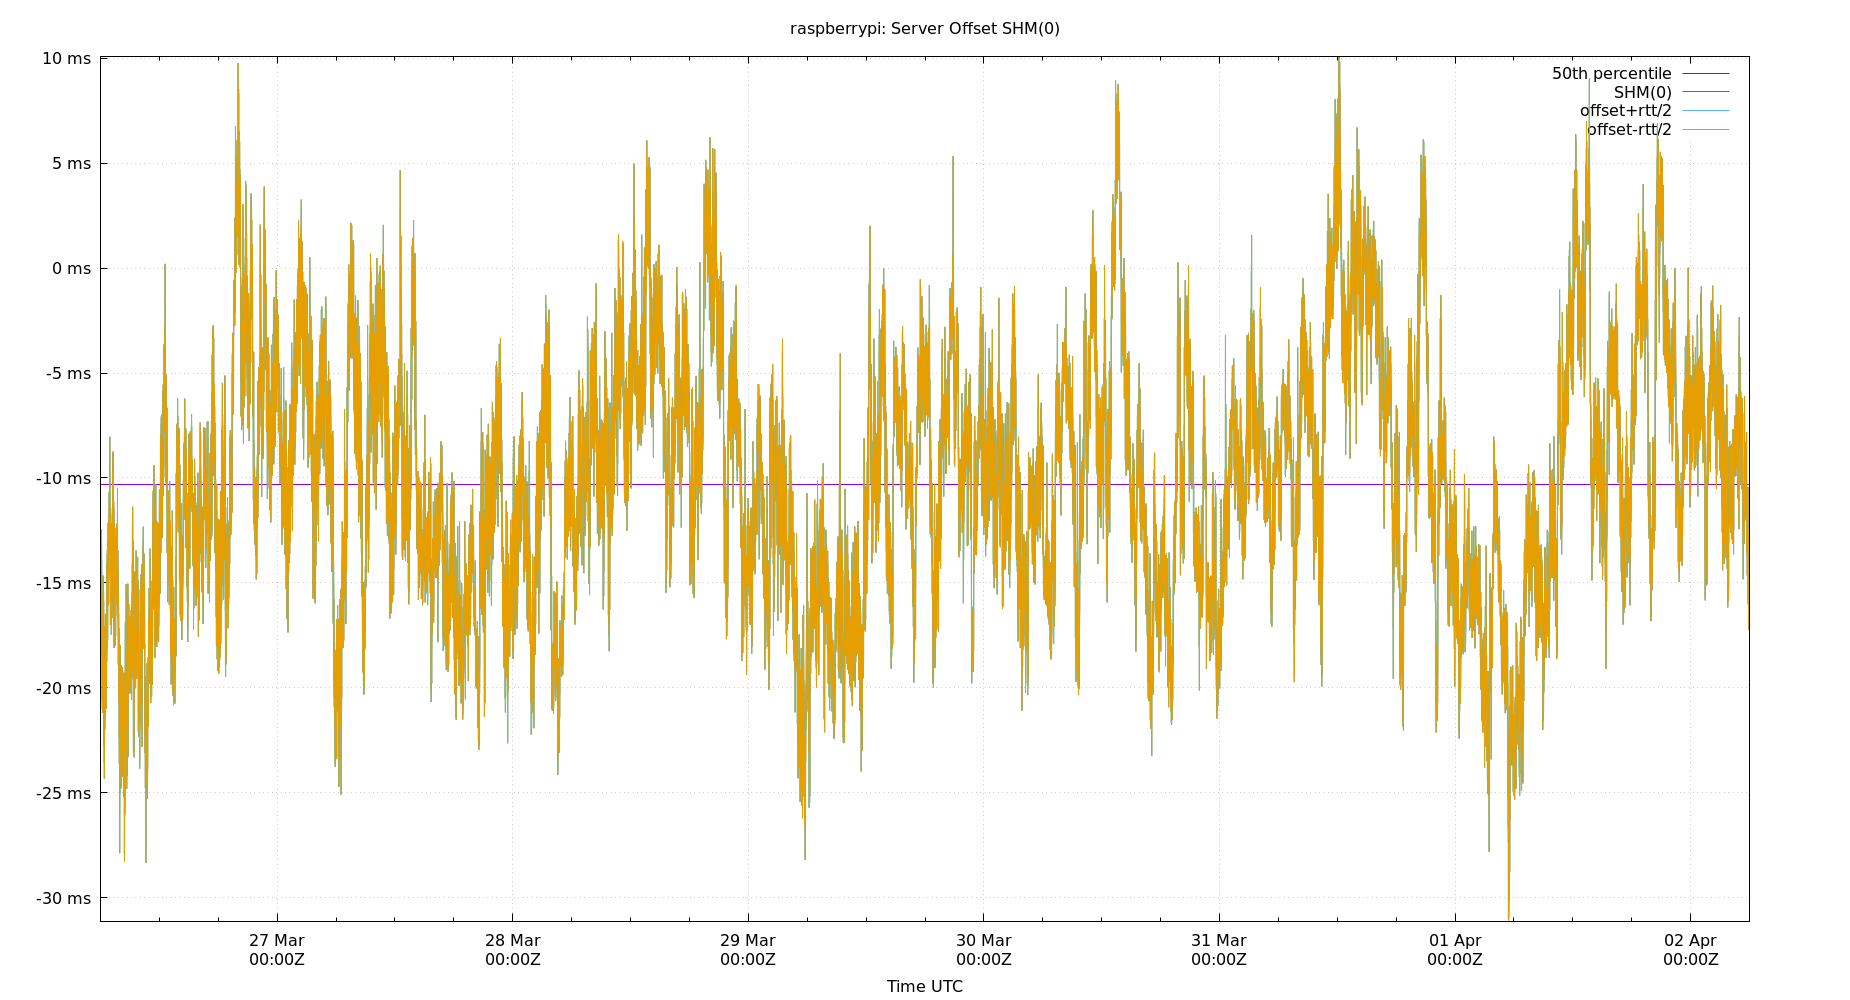 raspberrypi: Server Offset SHM(0)
10 ms
5 ms
0 ms
-5 ms
-10 ms
-15 ms
-20 ms
-25 ms
-30 ms
50th percentile
SHM(0)
offset+rtt/2
offset-rtt/2
27 Mar
00:00Z
28 Mar
00:00Z
29 Mar
00:00Z
30 Mar
00:00Z
31 Mar
00:00Z
01 Apr
00:00Z
02 Apr
00:00Z
Time UTC